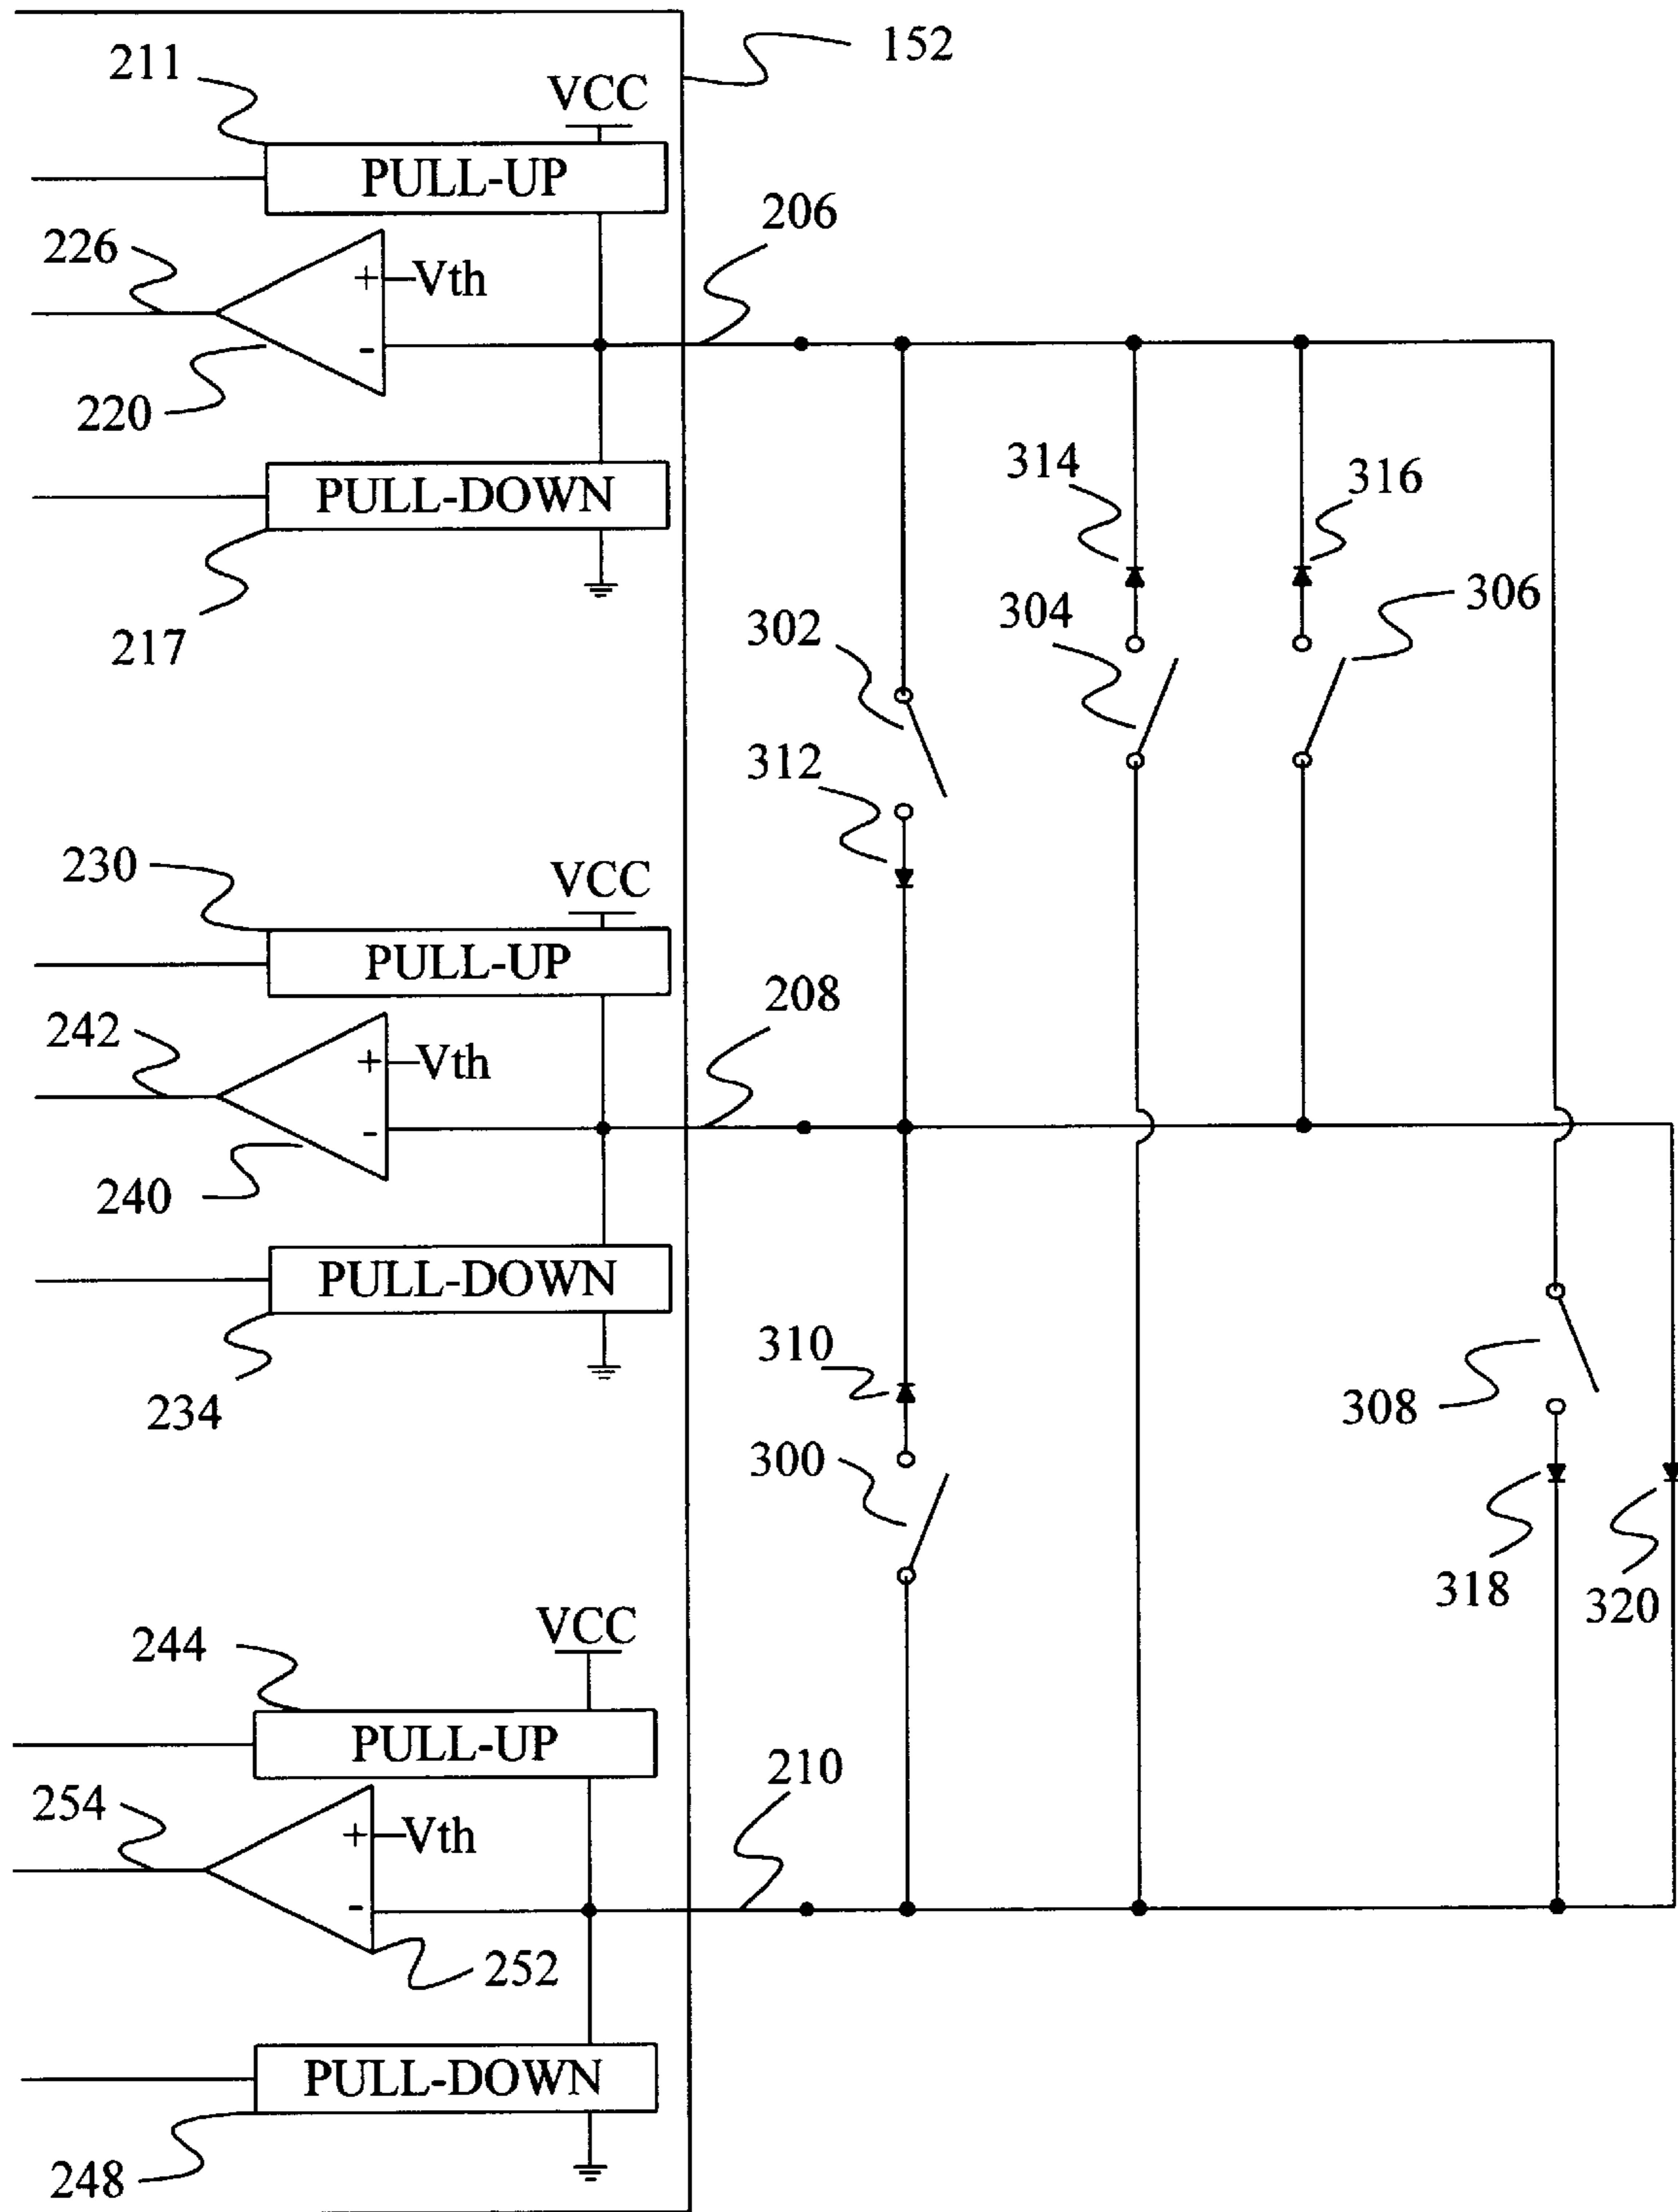 152
211
VCC
PULL-UP
206
226
+
Vth
-
220
314
316
PULL-DOWN
304
306
302
217
312
230
VCC
PULL-UP
208
242
+
Vth
-
240
PULL-DOWN
310
308
234
300
318
320
VCC
244
PULL-UP
210
254
+
Vth
-
252
PULL-DOWN
248